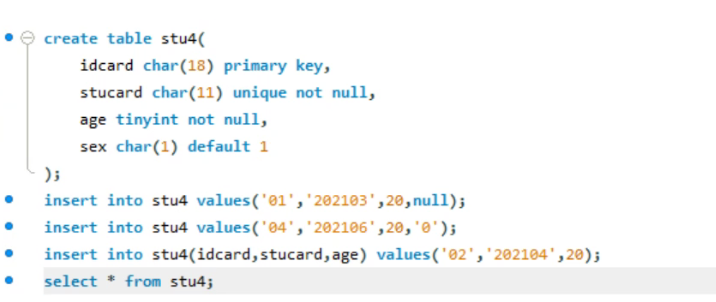 create table stu4(
    idcard char(18) primary key,
    stucard char(11) unique not null,
    age tinyint not null,
    sex char(1) default 1
);
insert into stu4 values('01','202103',20,null);
insert into stu4 values('04','202106',20,'0');
insert into stu4(idcard,stucard,age) values('02','202104',20);
select * from stu4;